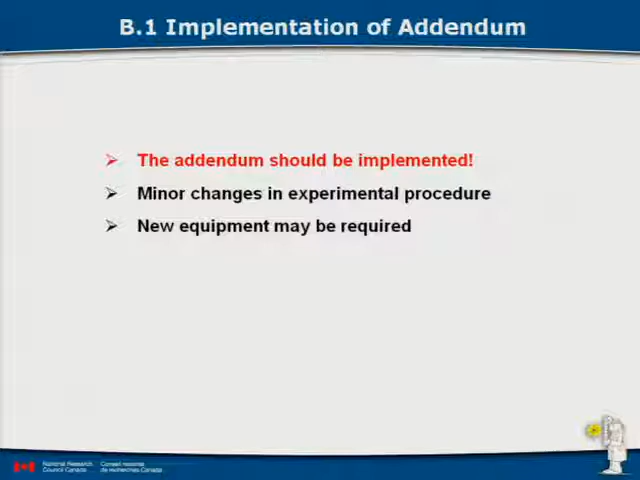 B.1 Implementation of Addendum
The addendum should be implemented!
Minor changes in experimental procedure
New equipment may be required
National Research Council Canada
Conseil national de recherches Canada